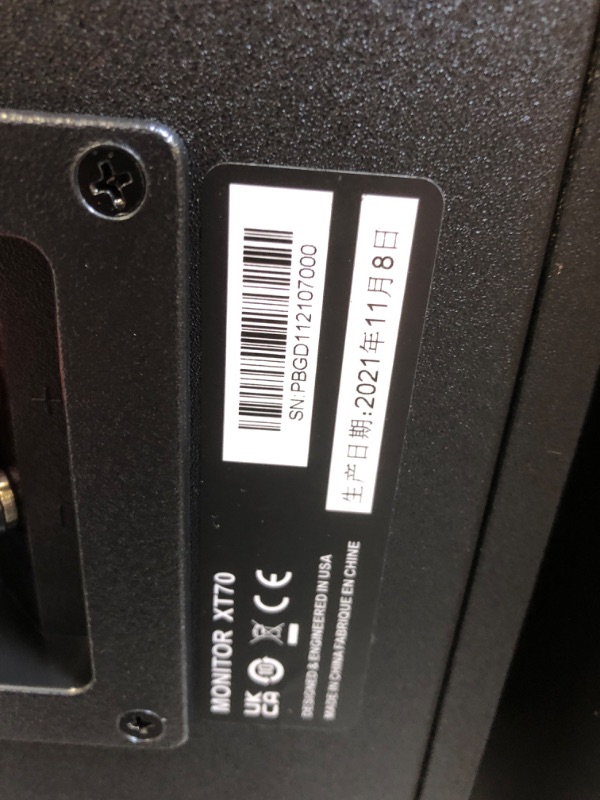 SN:PBGD112107000
生产日期:2021年11月8日
MONITOR XT70
UK
CA
CE
DESIGNED & ENGINEERED IN USA
MADE IN CHINA FABRIQUE EN CHINE
+
-